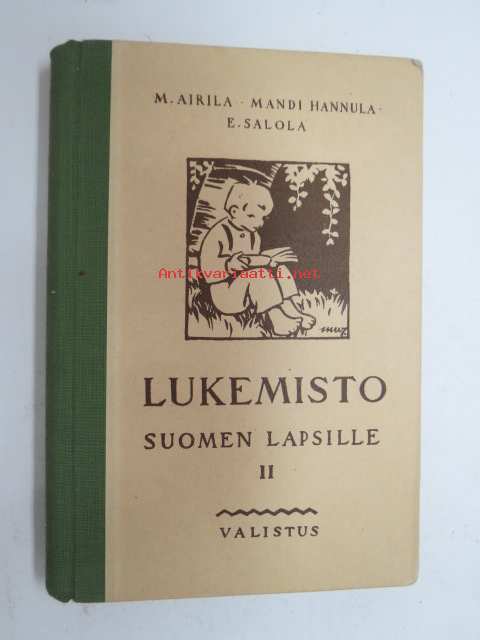 M. AIRILA · MANDI HANNULA ·
E. SALOLA
Antikvariaatti.net
LUKEMISTO
SUOMEN LAPSILLE
II
VALISTUS